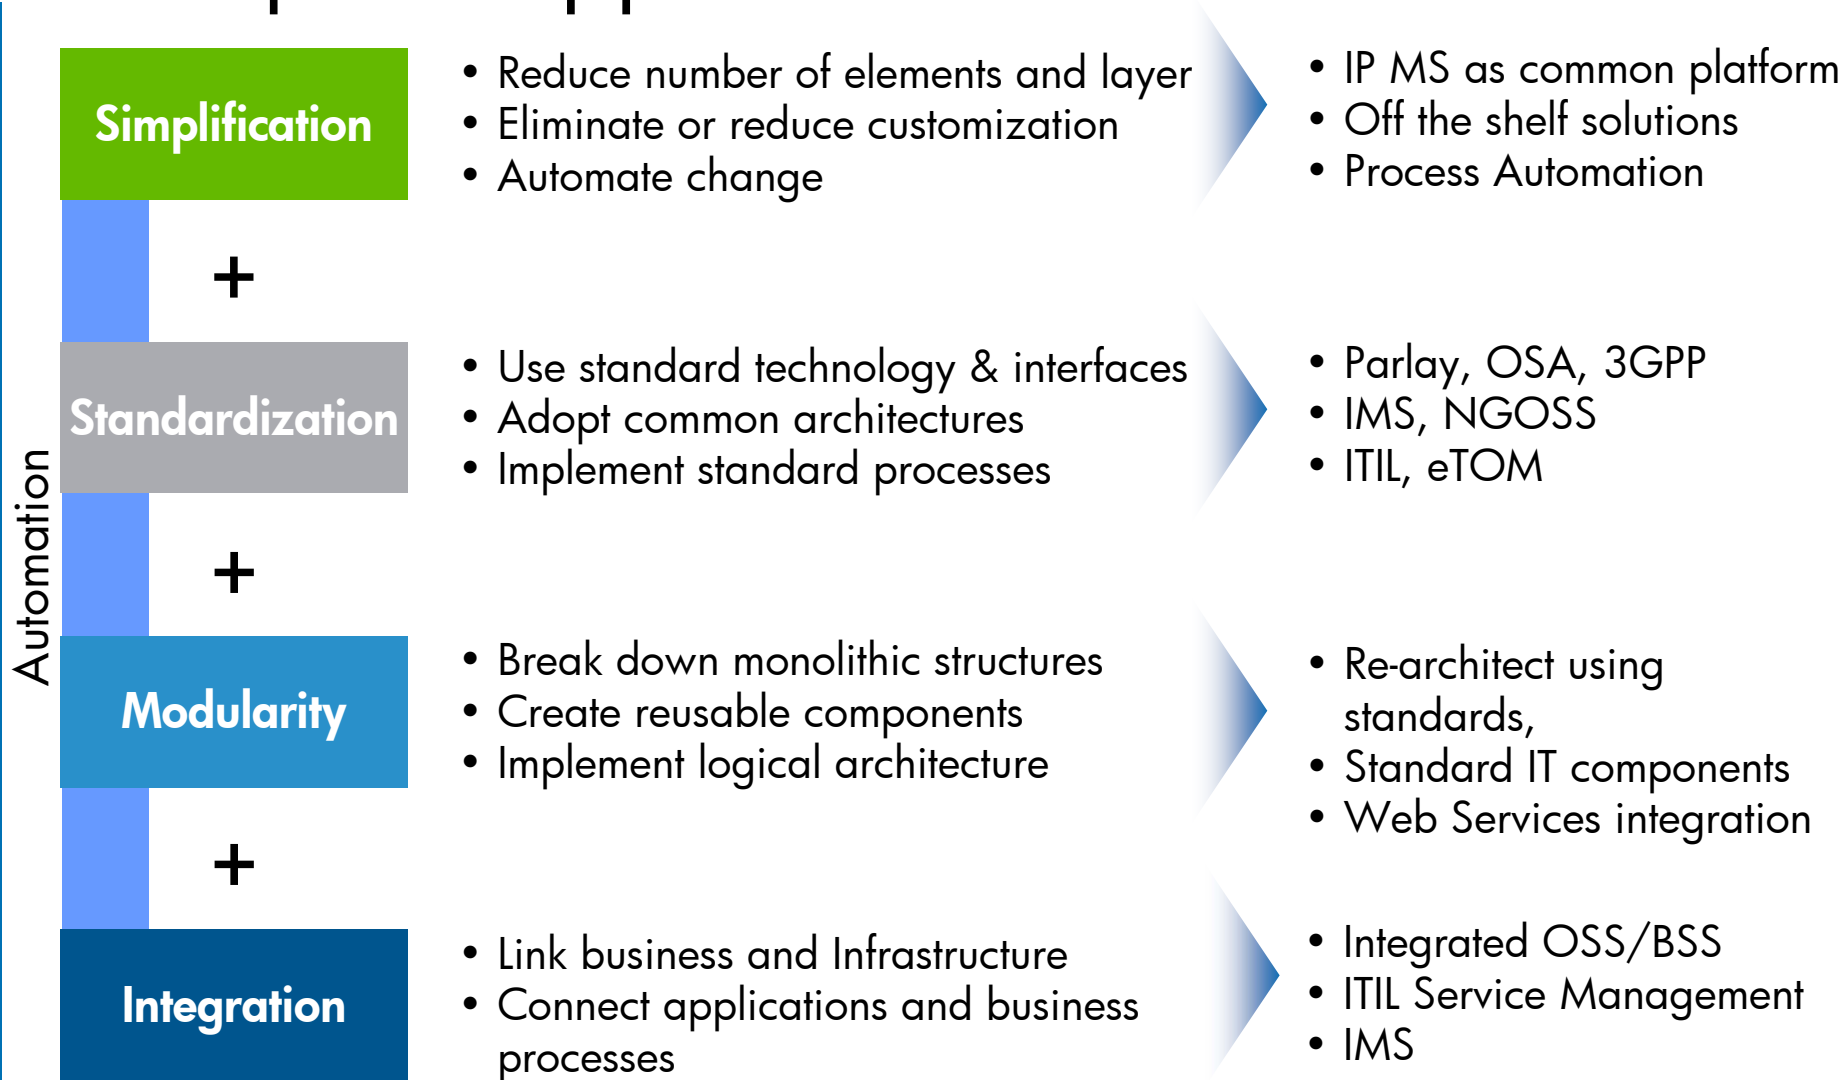 Simplification
• Reduce number of elements and layer
• Eliminate or reduce customization
• Automate change
• IP MS as common platform
• Off the shelf solutions
• Process Automation
+
Standardization
• Use standard technology & interfaces
• Adopt common architectures
• Implement standard processes
• Parlay, OSA, 3GPP
• IMS, NGOSS
• ITIL, eTOM
Automation
+
Modularity
• Break down monolithic structures
• Create reusable components
• Implement logical architecture
• Re-architect using
standards,
• Standard IT components
• Web Services integration
+
Integration
• Link business and Infrastructure
• Connect applications and business
processes
• Integrated OSS/BSS
• ITIL Service Management
• IMS